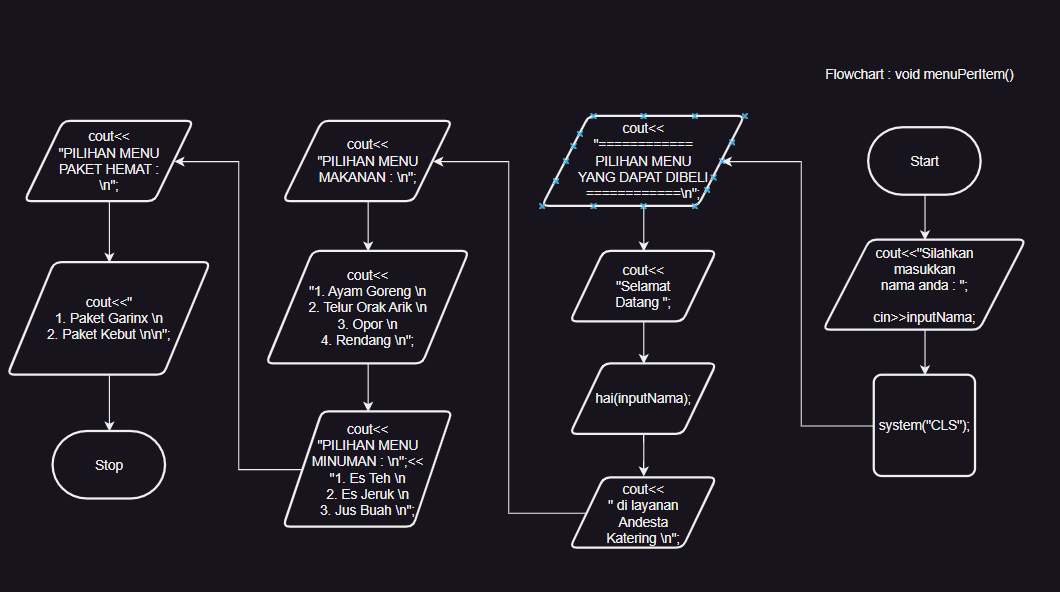 Flowchart : void menuPerItem()
Start
cout<<"Silahkan
masukkan
nama anda : ";
cin>>inputNama;
system("CLS");
cout<<
"============
PILIHAN MENU
YANG DAPAT DIBELI
============\n";
cout<<
"Selamat
Datang ";
hai(inputNama);
cout<<
" di layanan
Andesta
Katering \n";
cout<<
"PILIHAN MENU
MAKANAN : \n";
cout<<
"1. Ayam Goreng \n
2. Telur Orak Arik \n
3. Opor \n
4. Rendang \n";
cout<<
"PILIHAN MENU
MINUMAN : \n";<<
"1. Es Teh \n
2. Es Jeruk \n
3. Jus Buah \n";
cout<<
"PILIHAN MENU
PAKET HEMAT :
\n";
cout<<"
1. Paket Garinx \n
2. Paket Kebut \n\n";
Stop